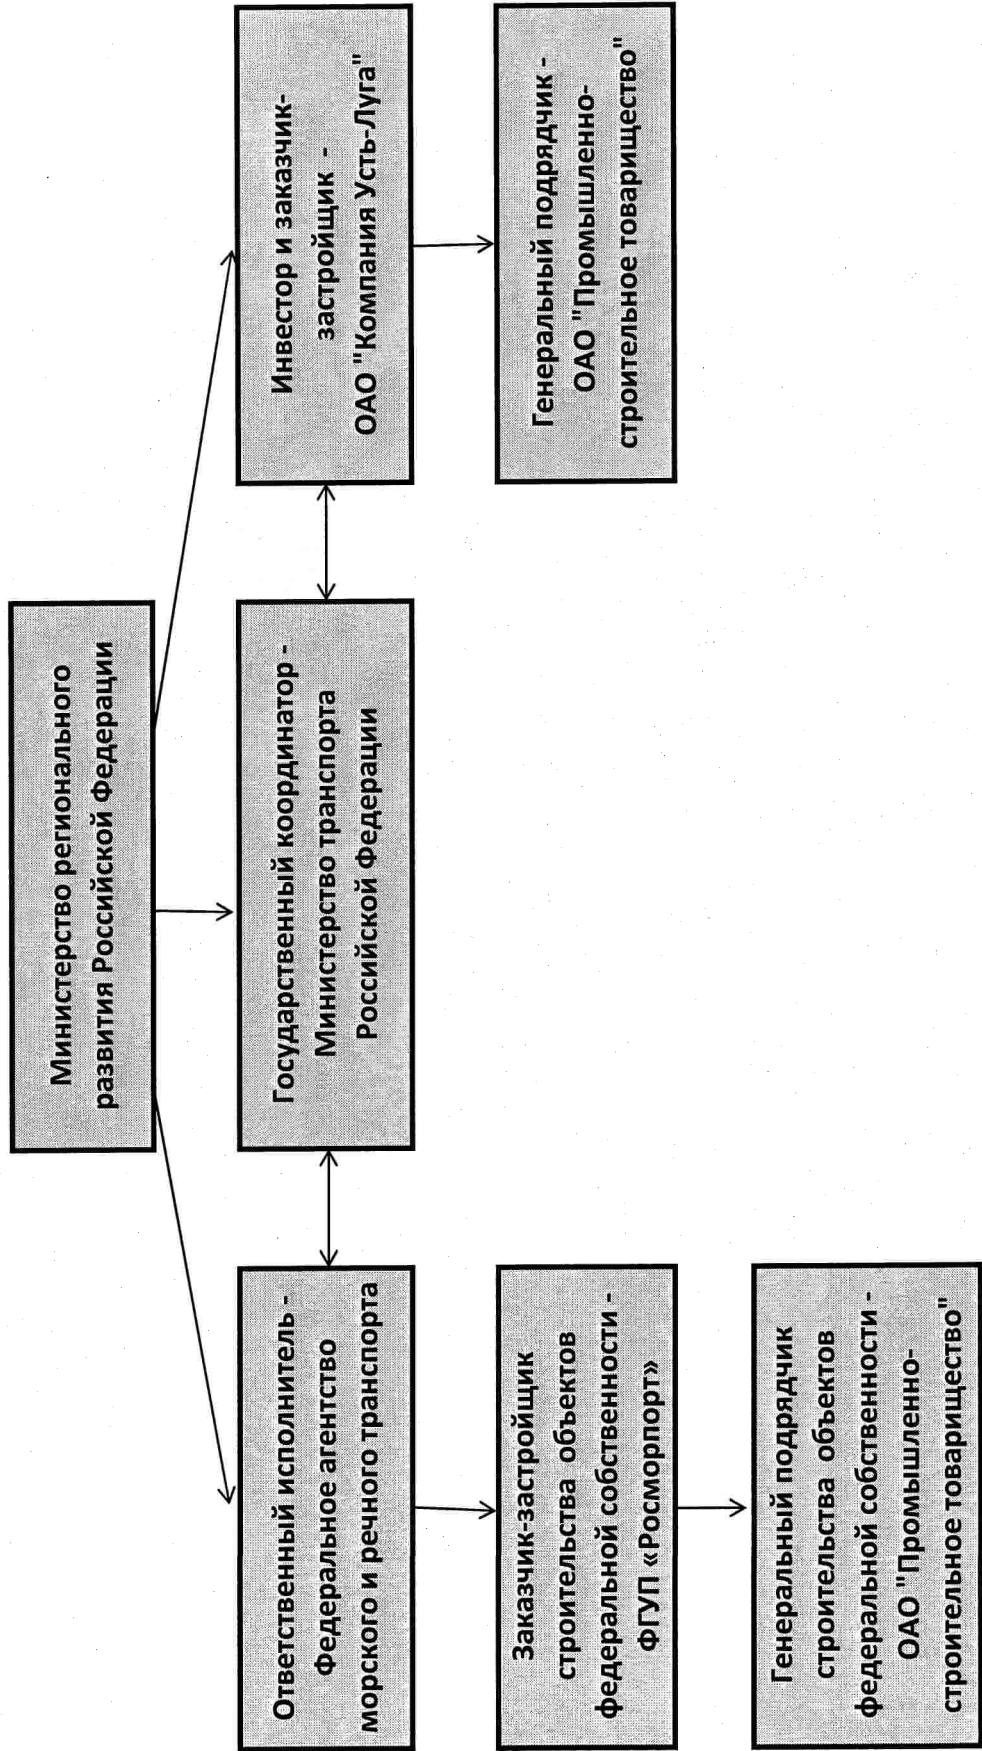 Министерство регионального
развития Российской Федерации
Ответственный исполнитель -
Федеральное агентство
морского и речного транспорта
Государственный координатор -
Министерство транспорта
Российской Федерации
Инвестор и заказчик-
застройщик -
ОАО "Компания Усть-Луга"
Заказчик-застройщик
строительства объектов
федеральной собственности -
ФГУП «Росморпорт»
Генеральный подрядчик -
ОАО "Промышленно-
строительное товарищество"
Генеральный подрядчик
строительства объектов
федеральной собственности -
ОАО "Промышленно-
строительное товарищество"